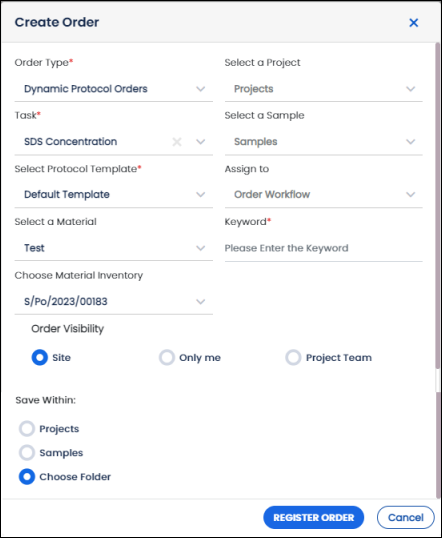 Create Order
Order Type* Select a Project
Dynamic Protocol Orders Projects
Task* Select a Sample
SDS Concentration Samples
Select Protocol Template* Assign to
Default Template Order Workflow
Select a Material Keyword*
Test Please Enter the Keyword
Choose Material Inventory
S/Po/2023/00183
Order Visibility
Site Only me Project Team
Save Within:
Projects
Samples
Choose Folder
REGISTER ORDER Cancel